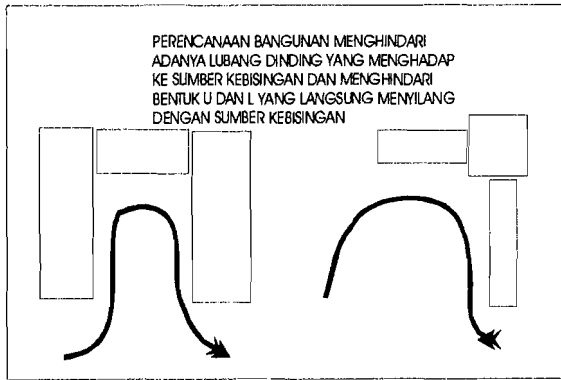 PERENCANAAN BANGUNAN MENGHINDARI
ADANYA LUBANG DINDING YANG MENGHADAP
KE SUMBER KEBISINGAN DAN MENGHINDARI
BENTUK U DAN L YANG LANGSUNG MENYILANG
DENGAN SUMBER KEBISINGAN